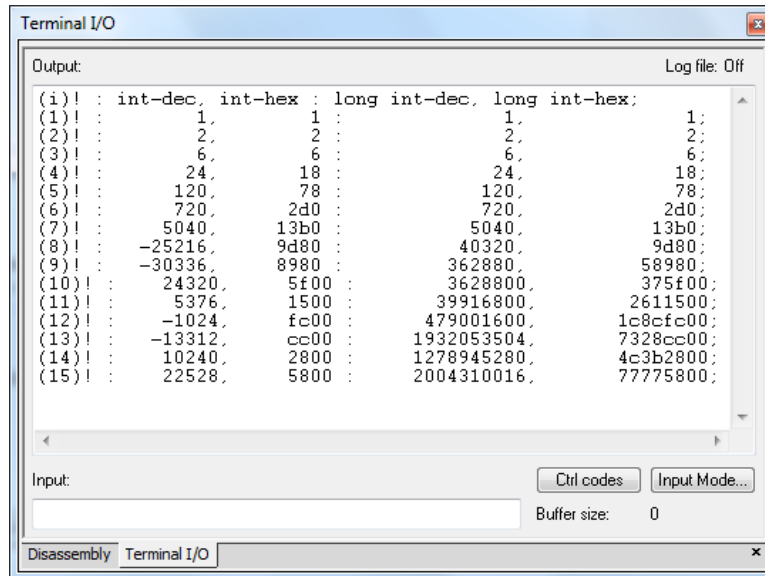 Terminal I/O
Output: Log file: Off
(i)! : int-dec, int-hex : long int-dec, long int-hex;
(1)! : 1, 1 : 1, 1;
(2)! : 2, 2 : 2, 2;
(3)! : 6, 6 : 6, 6;
(4)! : 24, 18 : 24, 18;
(5)! : 120, 78 : 120, 78;
(6)! : 720, 2d0 : 720, 2d0;
(7)! : 5040, 13b0 : 5040, 13b0;
(8)! : -25216, 9d80 : 40320, 9d80;
(9)! : -30336, 8980 : 362880, 58980;
(10)! : 24320, 5f00 : 3628800, 375f00;
(11)! : 5376, 1500 : 39916800, 2611500;
(12)! : -1024, fc00 : 479001600, 1c8cfc00;
(13)! : -13312, cc00 : 1932053504, 7328cc00;
(14)! : 10240, 2800 : 1278945280, 4c3b2800;
(15)! : 22528, 5800 : 2004310016, 77775800;
Input: Ctrl codes Input Mode...
Buffer size: 0
Disassembly Terminal I/O